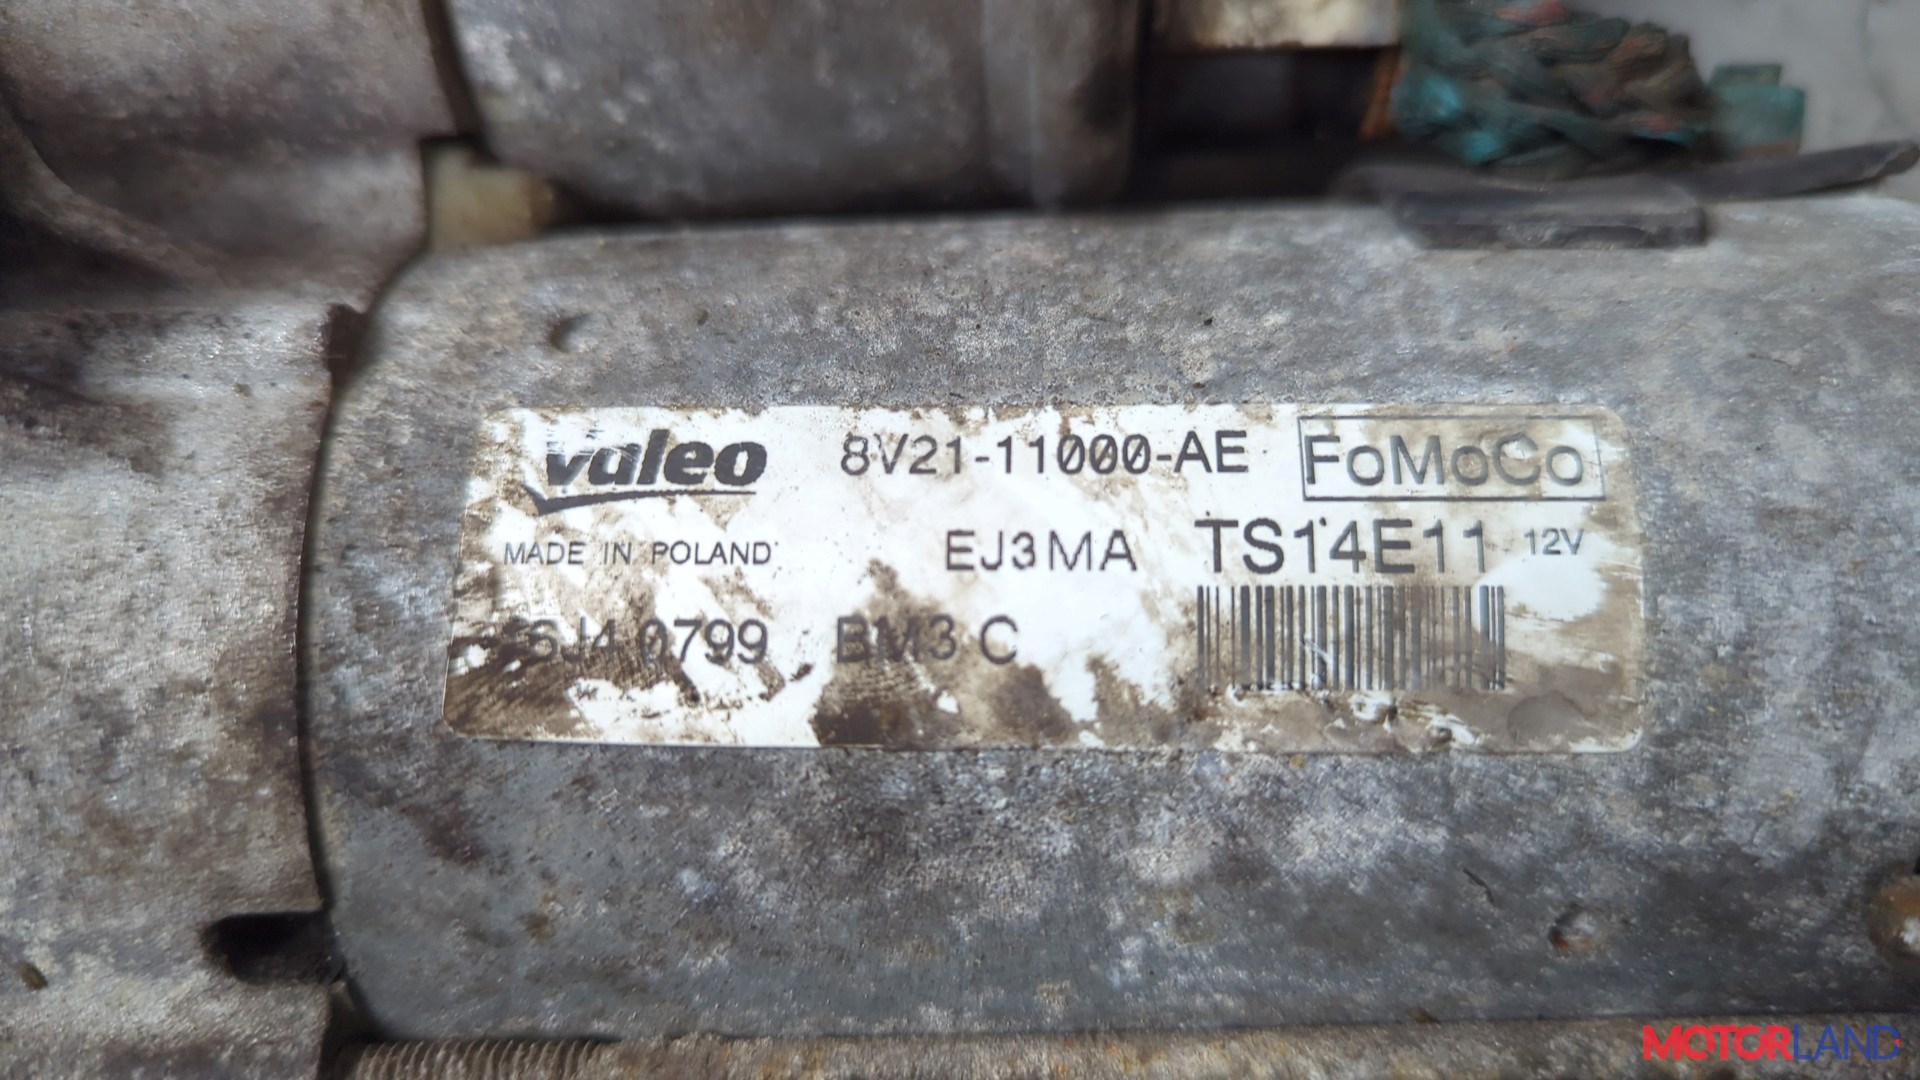 Valeo 8V21-11000-AE FoMoCo
MADE IN POLAND EJ3MA TS14E11 12V
0799 BM3 C
MOTORLAND